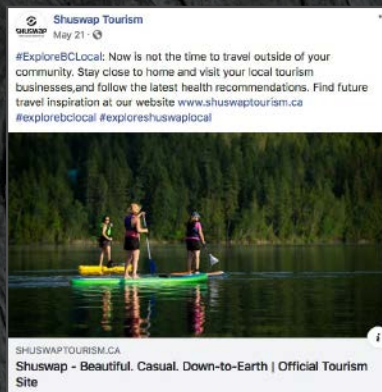 SHUSWAP
Shuswap Tourism
May 21 ·
#ExploreBCLocal: Now is not the time to travel outside of your
community. Stay close to home and visit your local tourism
businesses,and follow the latest health recommendations. Find future
travel inspiration at our website www.shuswaptourism.ca
#explorebclocal #exploreshuswaplocal
i
SHUSWAPTOURISM.CA
Shuswap - Beautiful. Casual. Down-to-Earth | Official Tourism
Site